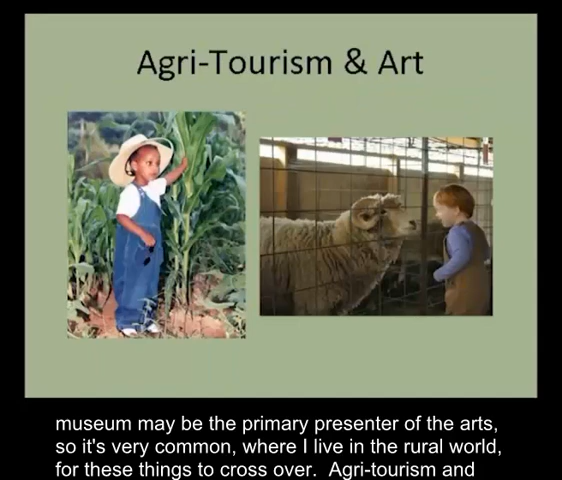 Agri-Tourism & Art
museum may be the primary presenter of the arts,
so it's very common, where I live in the rural world,
for these things to cross over.  Agri-tourism and